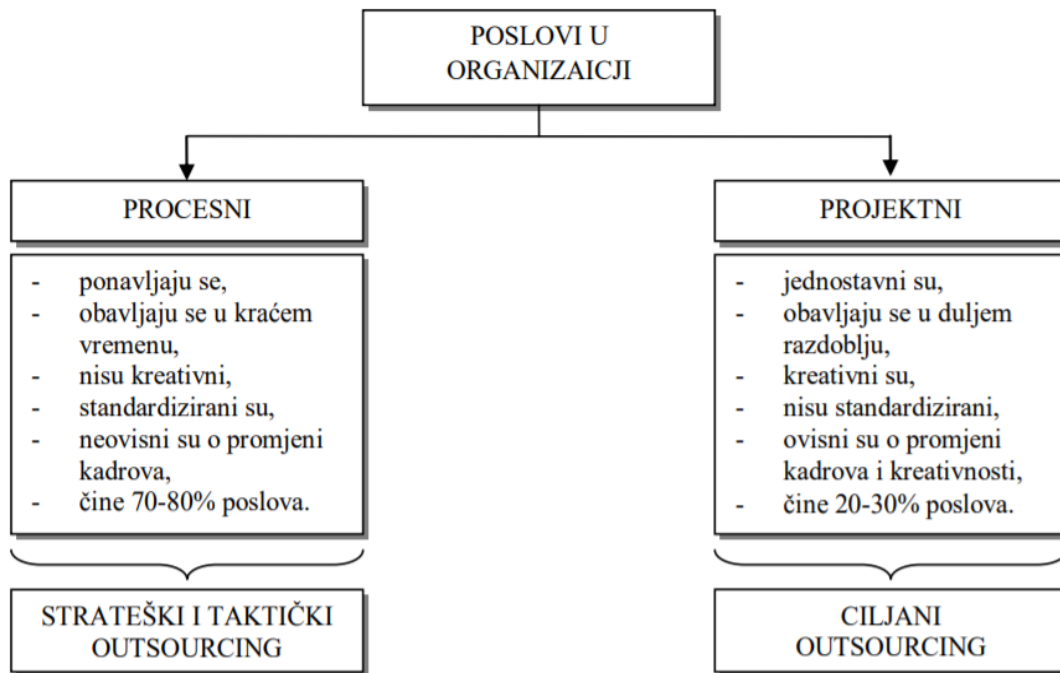 POSLOVI U
ORGANIZAICJI
PROCESNI
- ponavljaju se,
- obavljaju se u kraćem
vremenu,
- nisu kreativni,
- standardizirani su,
- neovisni su o promjeni
kadrova,
- čine 70-80% poslova.
STRATEŠKI I TAKTIČKI
OUTSOURCING
PROJEKTNI
- jednostavni su,
- obavljaju se u duljem
razdoblju,
- kreativni su,
- nisu standardizirani,
- ovisni su o promjeni
kadrova i kreativnosti,
- čine 20-30% poslova.
CILJANI
OUTSOURCING